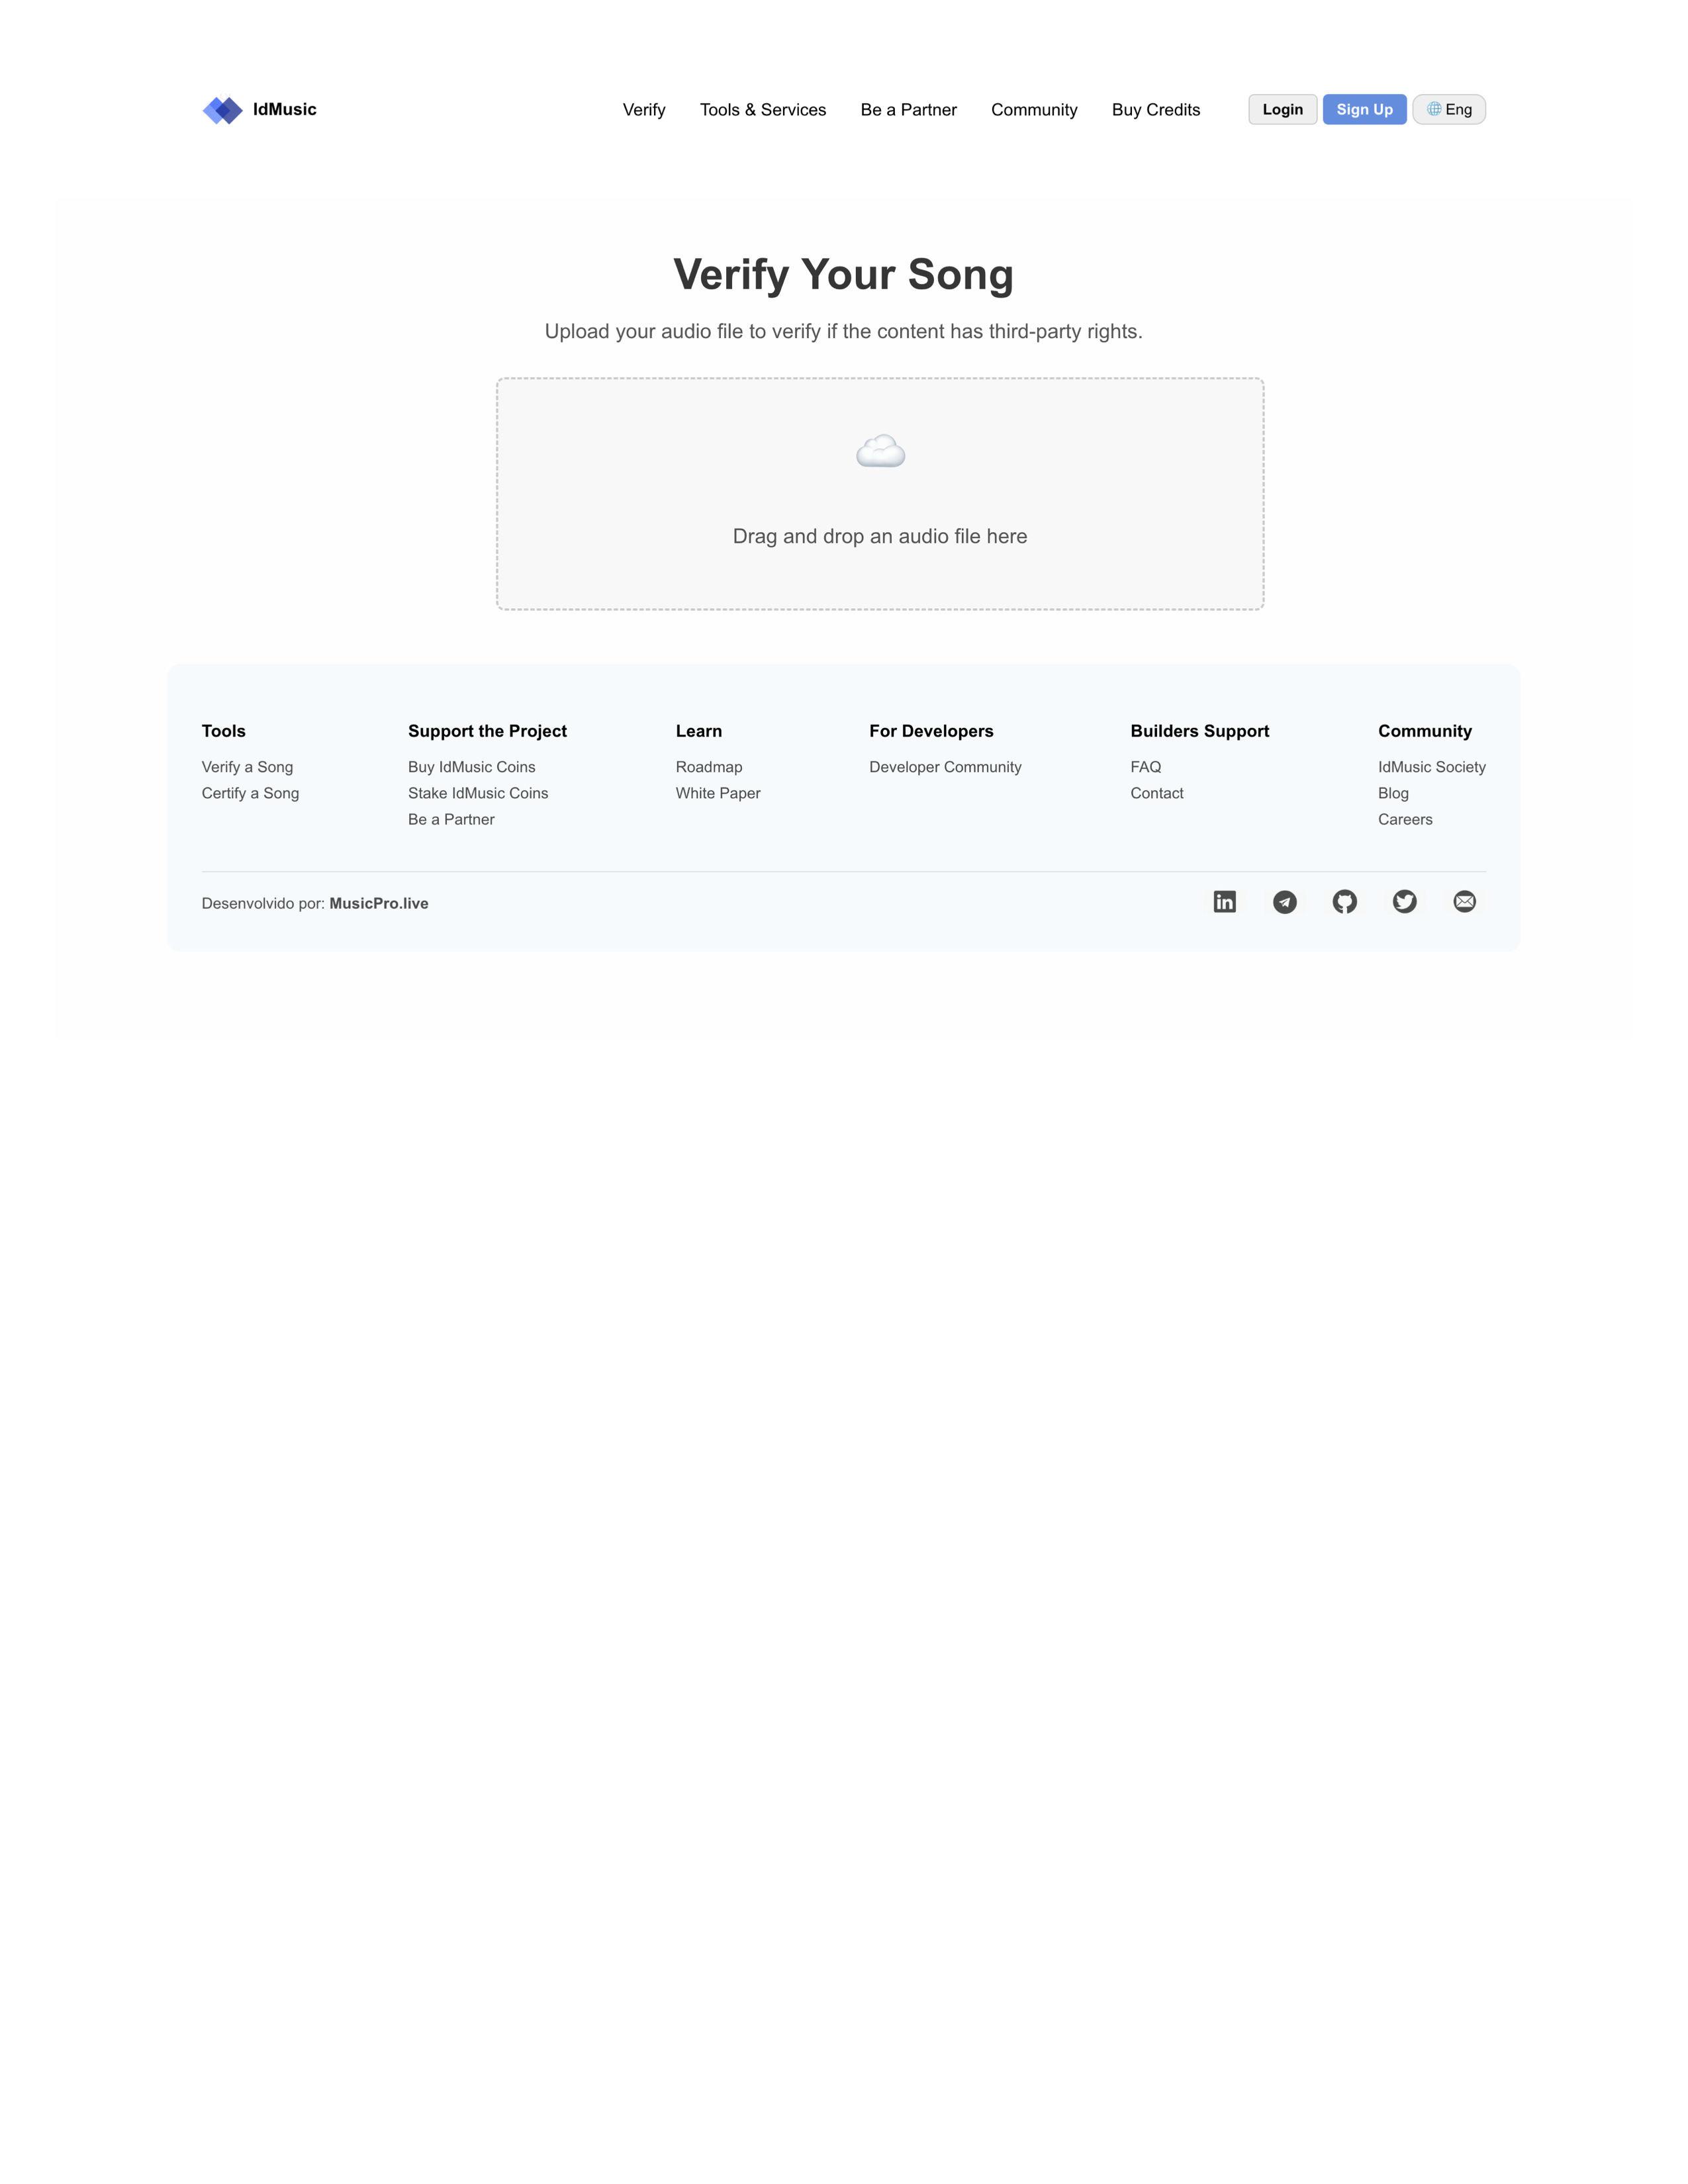 IdMusic
Verify
Tools & Services
Be a Partner
Community
Buy Credits
Login
Sign Up
Eng
Verify Your Song
Upload your audio file to verify if the content has third-party rights.
Drag and drop an audio file here
Tools
Verify a Song
Certify a Song
Support the Project
Buy IdMusic Coins
Stake IdMusic Coins
Be a Partner
Learn
Roadmap
White Paper
For Developers
Developer Community
Builders Support
FAQ
Contact
Community
IdMusic Society
Blog
Careers
Desenvolvido por: MusicPro.live
in